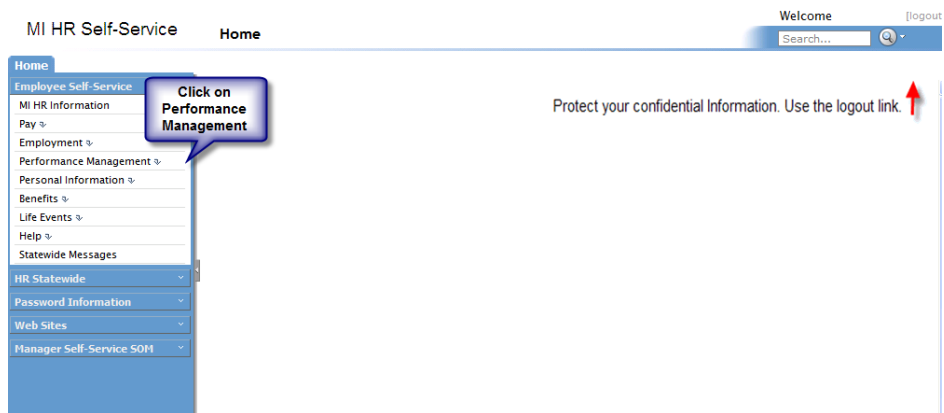 Welcome
[logout
MI HR Self-Service
Home
Search...
Home
Employee Self-Service
MI HR Information
Pay
Employment
Performance Management
Personal Information
Benefits
Life Events
Help
Statewide Messages
HR Statewide
Password Information
Web Sites
Manager Self-Service SOM
Click on
Performance
Management
Protect your confidential Information. Use the logout link.